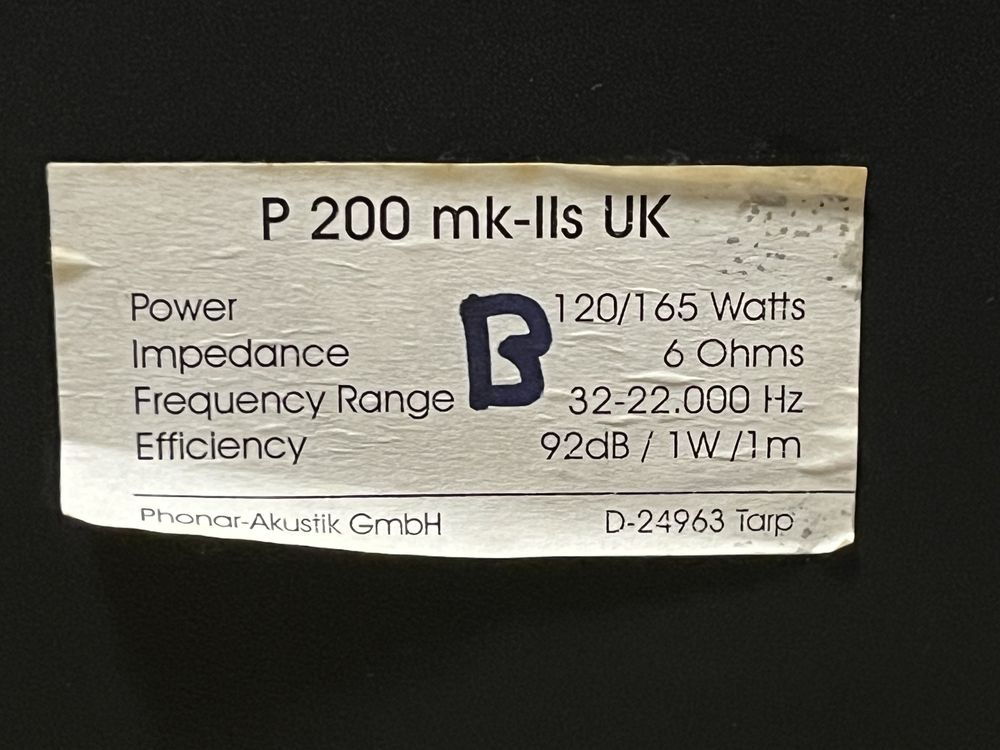 P 200 mk-IIs UK
Power 120/165 Watts
Impedance 6 Ohms
B
Frequency Range 32-22.000 Hz
Efficiency 92dB / 1W /1m
Phonar-Akustik GmbH D-24963 Tarp